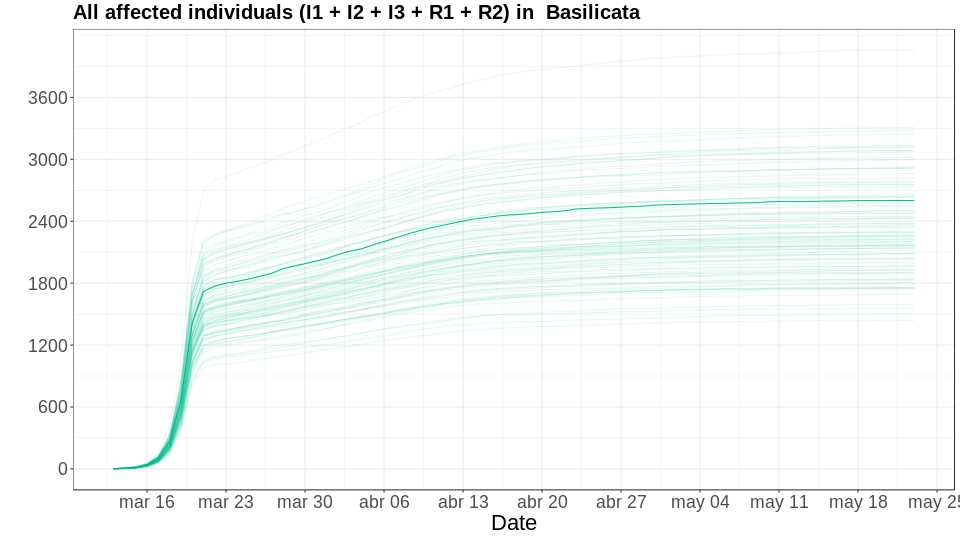 All affected individuals (I1 + I2 + I3 + R1 + R2) in  Basilicata
3600
3000
2400
1800
1200
600
0
mar 16 mar 23 mar 30 abr 06 abr 13 abr 20 abr 27 may 04 may 11 may 18 may 25
Date